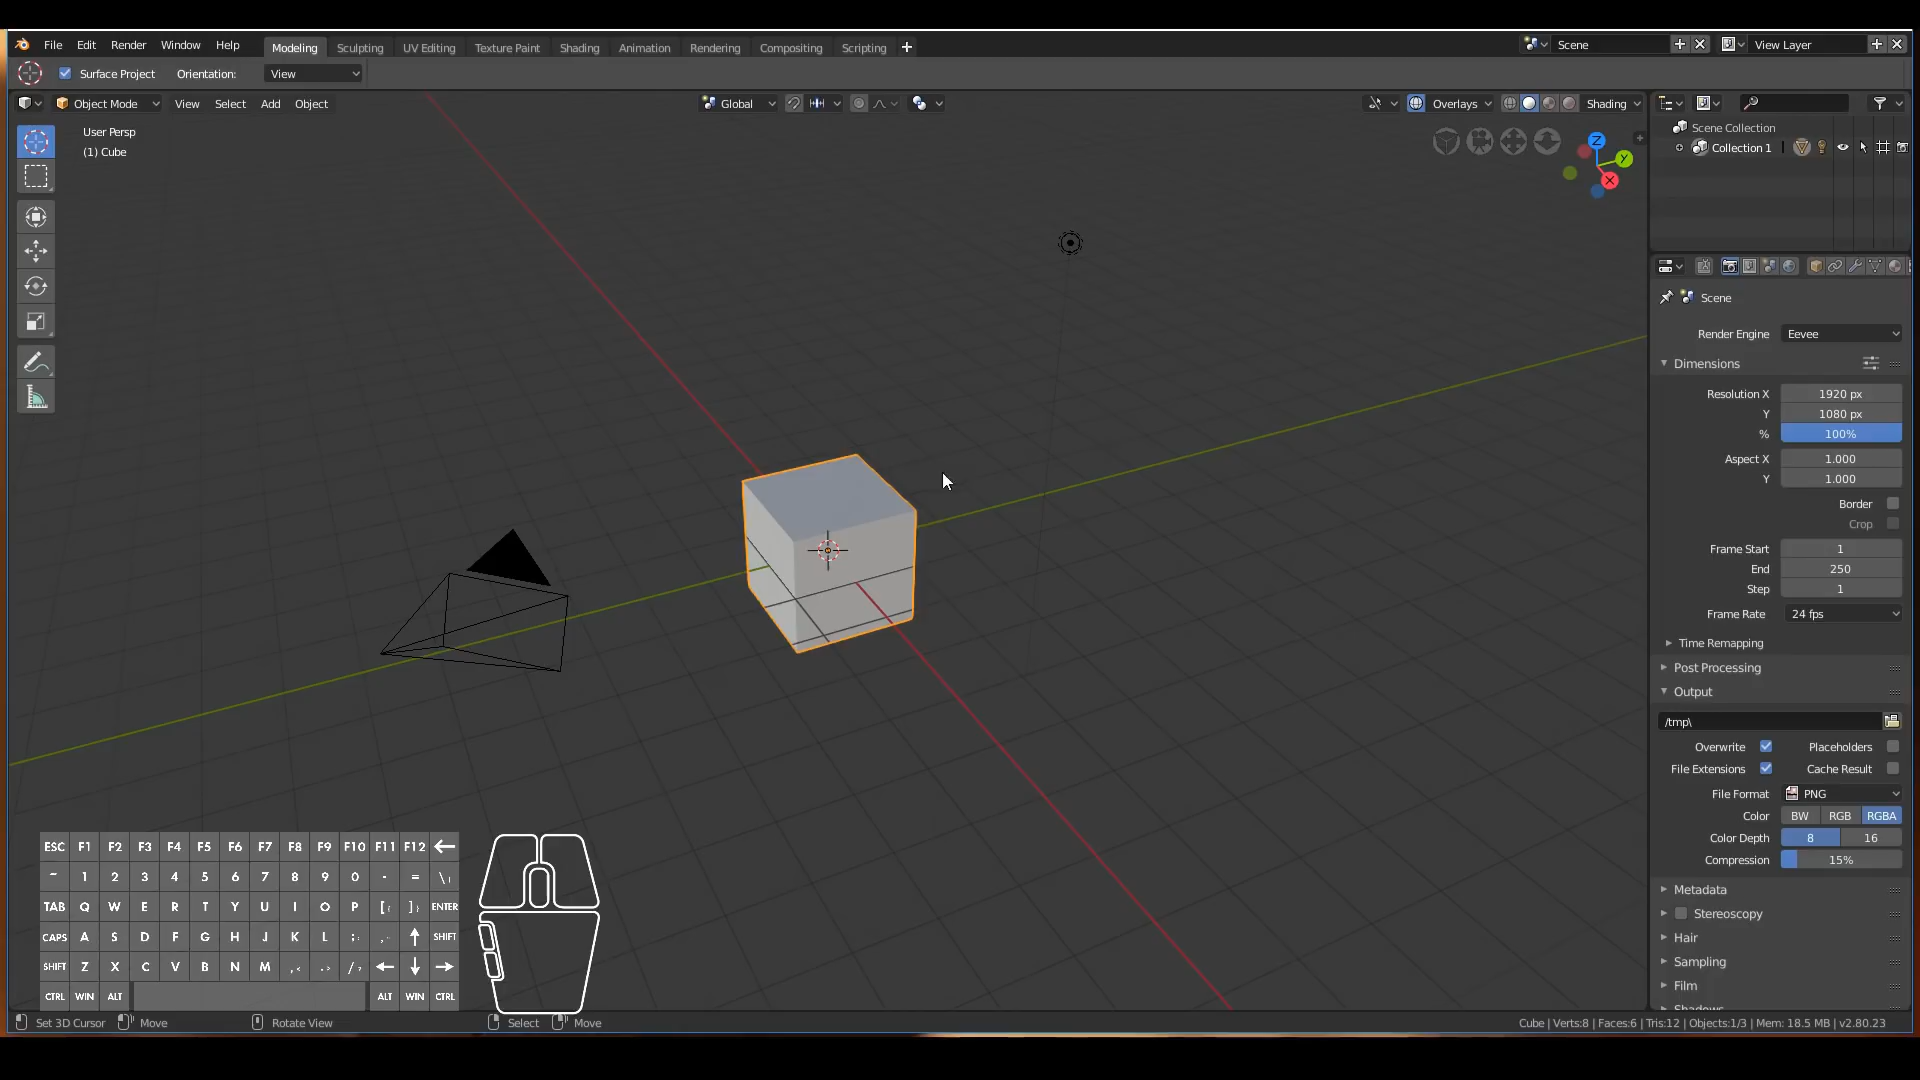 File Edit Render Window Help Modeling Sculpting UV Editing Texture Paint Shading Animation Rendering Compositing Scripting + Scene View Layer
Surface Project Orientation: View
Object Mode View Select Add Object Global Overlays Shading
User Persp
(1) Cube
Z
Y
X
Scene Collection
Collection 1
Scene
Render Engine Eevee
Dimensions
Resolution X 1920 px
Y 1080 px
% 100%
Aspect X 1.000
Y 1.000
Border
Crop
Frame Start 1
End 250
Step 1
Frame Rate 24 fps
Time Remapping
Post Processing
Output
/tmp\
Overwrite Placeholders
File Extensions Cache Result
File Format PNG
Color BW RGB RGBA
Color Depth 8 16
Compression 15%
Metadata
Stereoscopy
Hair
Sampling
Film
Shadows
ESC F1 F2 F3 F4 F5 F6 F7 F8 F9 F10 F11 F12 ←
~ 1 2 3 4 5 6 7 8 9 0 - = \
TAB Q W E R T Y U I O P [ ] ENTER
CAPS A S D F G H J K L ; , ↑ SHIFT
SHIFT Z X C V B N M , . / ← ↓ →
CTRL WIN ALT ALT WIN CTRL
Set 3D Cursor Move Rotate View Select Move Cube | Verts:8 | Faces:6 | Tris:12 | Objects:1/3 | Mem: 18.5 MB | v2.80.23